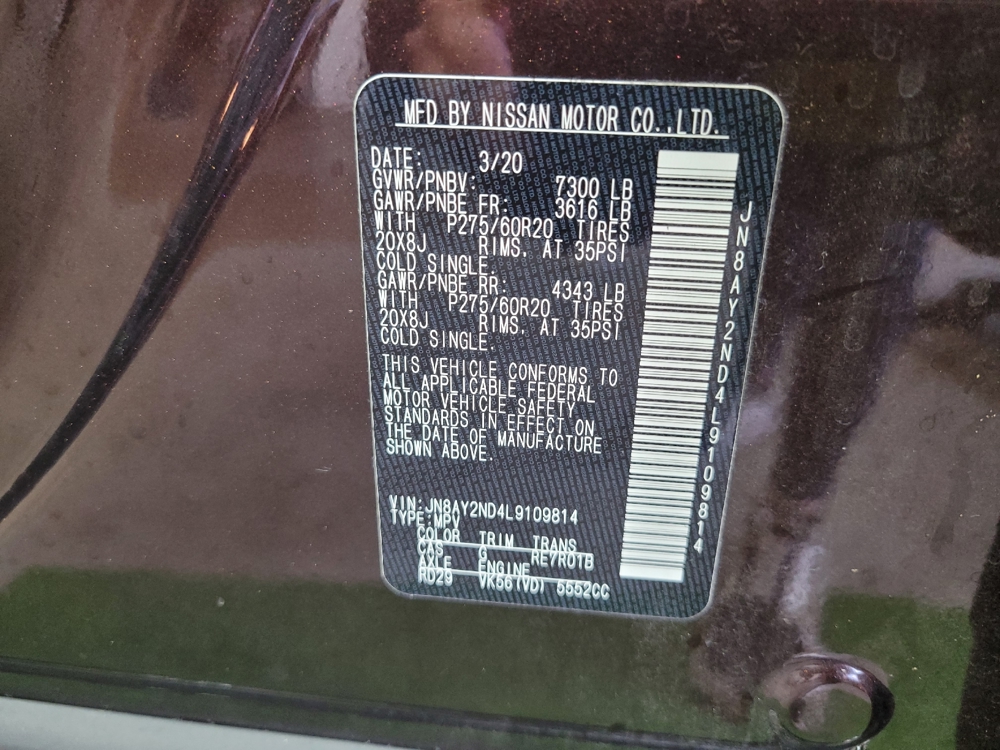 MFD BY NISSAN MOTOR CO.,LTD.
DATE: 3/20
GVWR/PNBV: 7300 LB
GAWR/PNBE FR: 3616 LB
WITH P275/60R20 TIRES
20X8J RIMS. AT 35PSI
COLD SINGLE.
GAWR/PNBE RR: 4343 LB
WITH P275/60R20 TIRES
20X8J RIMS. AT 35PSI
COLD SINGLE.
THIS VEHICLE CONFORMS TO
ALL APPLICABLE FEDERAL
MOTOR VEHICLE SAFETY
STANDARDS IN EFFECT ON
THE DATE OF MANUFACTURE
SHOWN ABOVE.
VIN:JN8AY2ND4L9109814
TYPE:MPV
COLOR TRIM TRANS
CAS G RE7R01B
AXLE ENGINE
RD29 VK56(VD) 5552CC
JN8AY2ND4L9109814